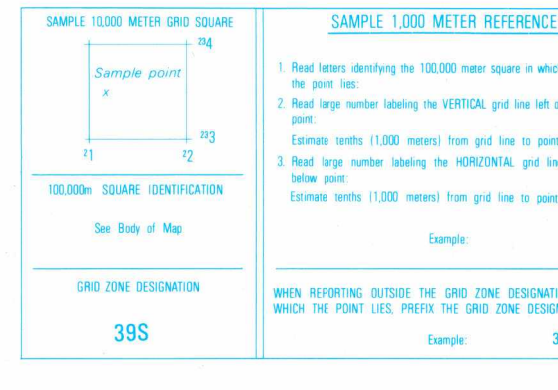 SAMPLE 10,000 METER GRID SQUARE
²³4
Sample point
x
²³3
²1
²2
100,000m SQUARE IDENTIFICATION
See Body of Map
GRID ZONE DESIGNATION
39S
SAMPLE 1,000 METER REFERENCE
1. Read letters identifying the 100,000 meter square in which
the point lies:
2. Read large number labeling the VERTICAL grid line left o
point:
Estimate tenths (1,000 meters) from grid line to point
3. Read large number labeling the HORIZONTAL grid line
below point:
Estimate tenths (1,000 meters) from grid line to point
Example:
WHEN REPORTING OUTSIDE THE GRID ZONE DESIGNATI
WHICH THE POINT LIES, PREFIX THE GRID ZONE DESIG
Example: 3